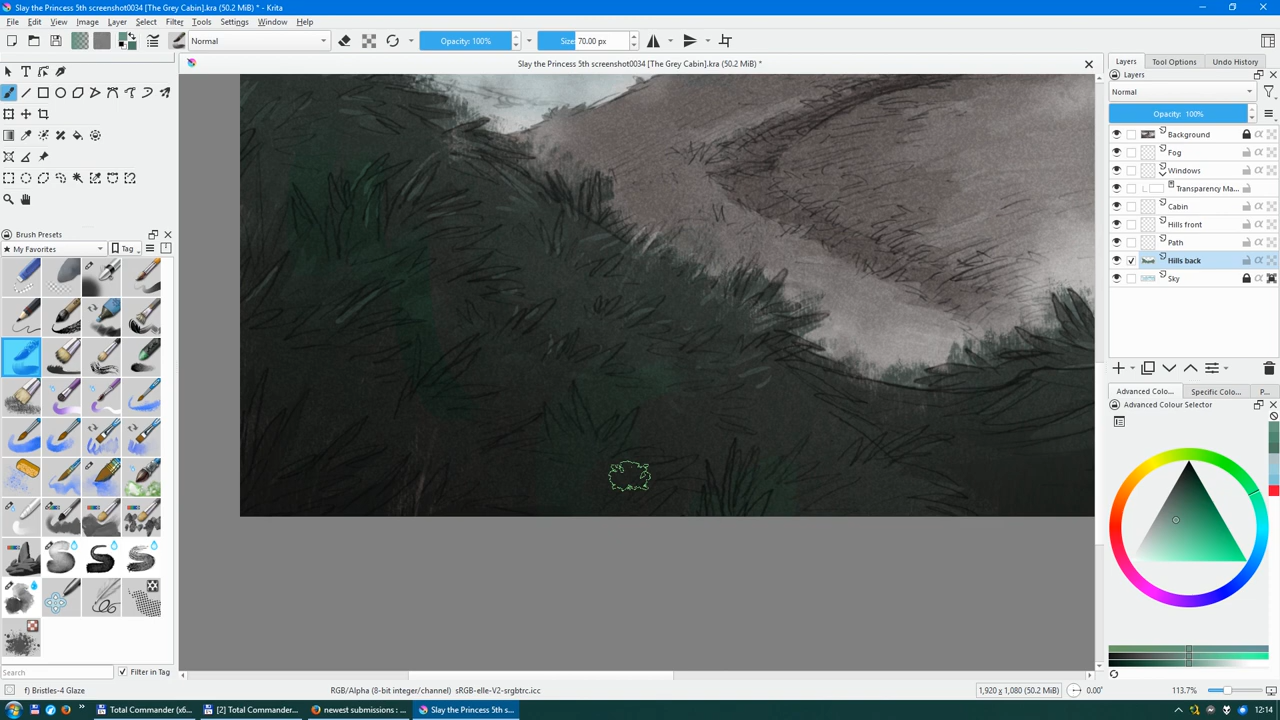 Slay the Princess 5th screenshot0034 [The Grey Cabin].kra (50.2 MiB) * - Krita
File Edit View Image Layer Select Filter Tools Settings Window Help
Normal Opacity: 100% Size: 70.00 px
Slay the Princess 5th screenshot0034 [The Grey Cabin].kra (50.2 MiB) *
Layers Tool Options Undo History
Layers
Normal
Opacity: 100%
Background
Fog
Windows
Transparency Ma...
Cabin
Hills front
Path
Hills back
Sky
Brush Presets
My Favorites Tag
Advanced Colo... Specific Colo... P...
Advanced Colour Selector
Search Filter in Tag
f) Bristles-4 Glaze RGB/Alpha (8-bit integer/channel) sRGB-elle-V2-srgbtrc.icc 1,920 x 1,080 (50.2 MiB) 0.00° 113.7%
Total Commander (x6... [2] Total Commander... newest submissions : ... Slay the Princess 5th s... 12:14